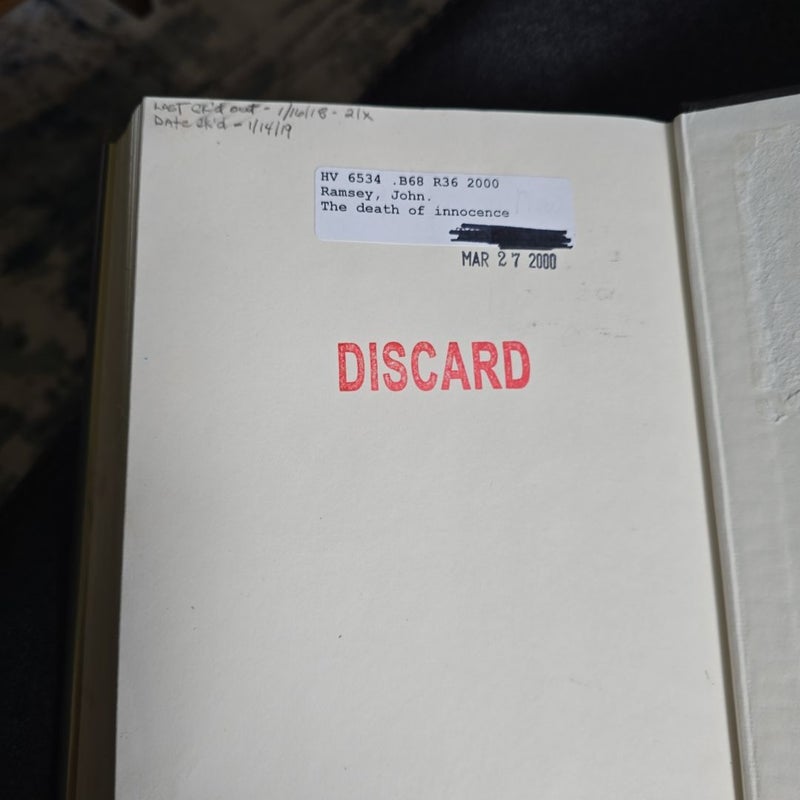 LAST ck'd out - 1/16/18 - 21x
DAte ck'd - 1/14/19
HV 6534 .B68 R36 2000
Ramsey, John.
The death of innocence
MAR 27 2000
DISCARD